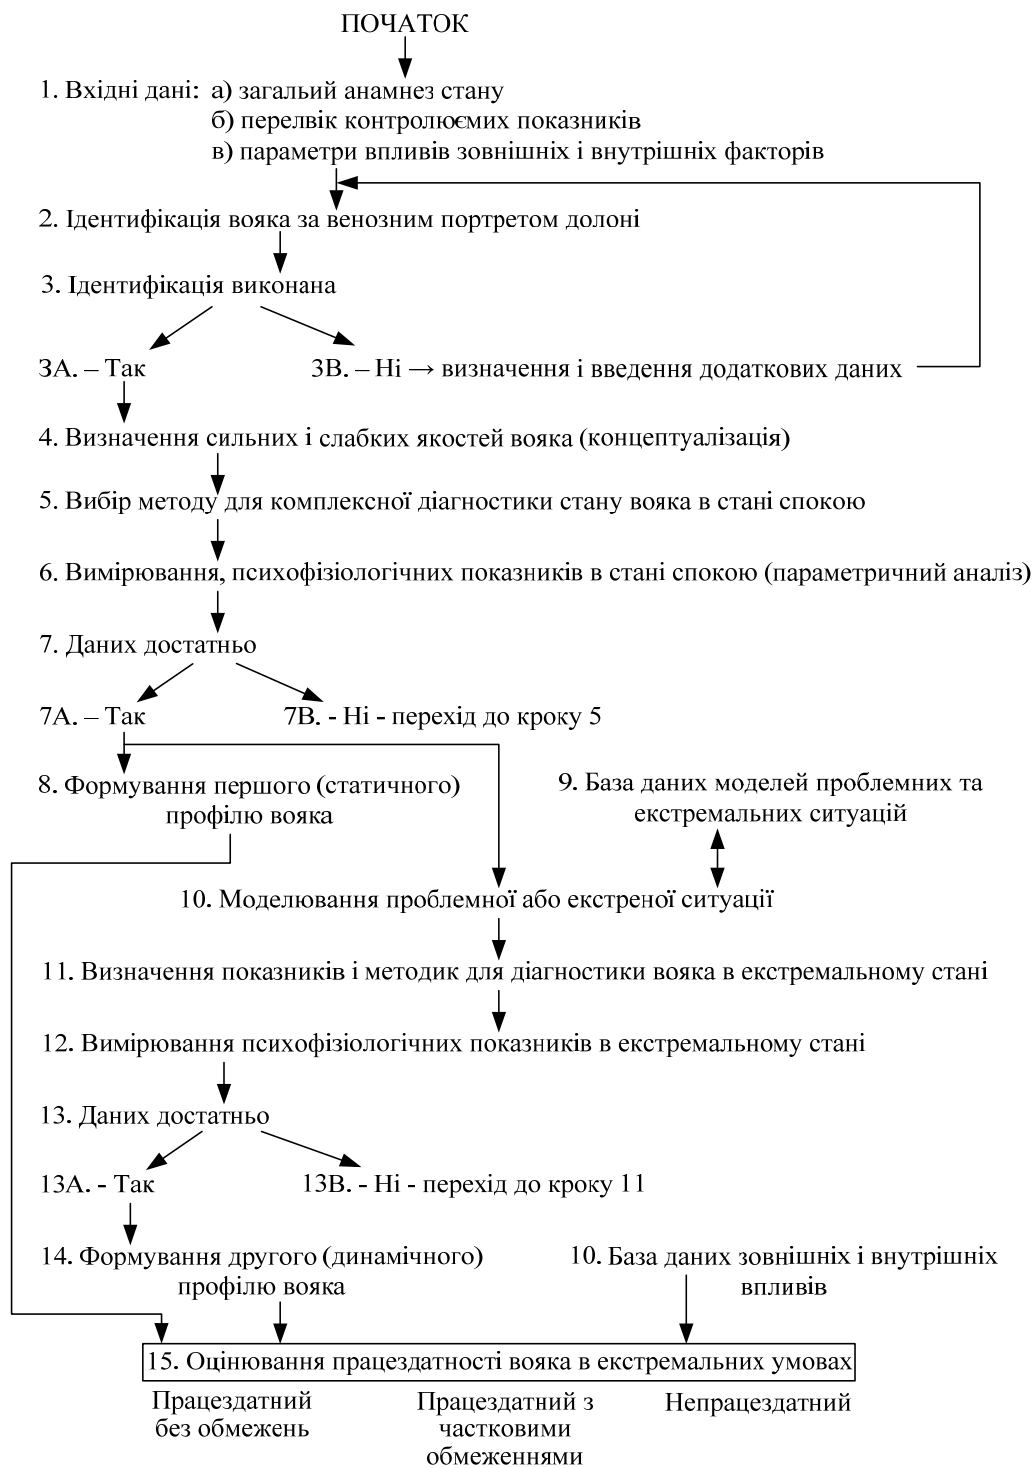 ПОЧАТОК
1. Вхідні дані: а) загальий анамнез стану
б) перелвік контролюємих показників
в) параметри впливів зовнішніх і внутрішніх факторів
2. Ідентифікація вояка за венозним портретом долоні
3. Ідентифікація виконана
3А. – Так
3В. – Ні → визначення і введення додаткових даних
4. Визначення сильних і слабких якостей вояка (концептуалізація)
5. Вибір методу для комплексної діагностики стану вояка в стані спокою
6. Вимірювання, психофізіологічних показників в стані спокою (параметричний аналіз)
7. Даних достатньо
7А. – Так
7В. - Ні - перехід до кроку 5
8. Формування першого (статичного)
профілю вояка
9. База даних моделей проблемних та
екстремальних ситуацій
10. Моделювання проблемної або екстреної ситуації
11. Визначення показників і методик для діагностики вояка в екстремальному стані
12. Вимірювання психофізіологічних показників в екстремальному стані
13. Даних достатньо
13А. - Так
13В. - Ні - перехід до кроку 11
14. Формування другого (динамічного)
профілю вояка
10. База даних зовнішніх і внутрішніх
впливів
15. Оцінювання працездатності вояка в екстремальних умовах
Працездатний
без обмежень
Працездатний з
частковими
обмеженнями
Непрацездатний